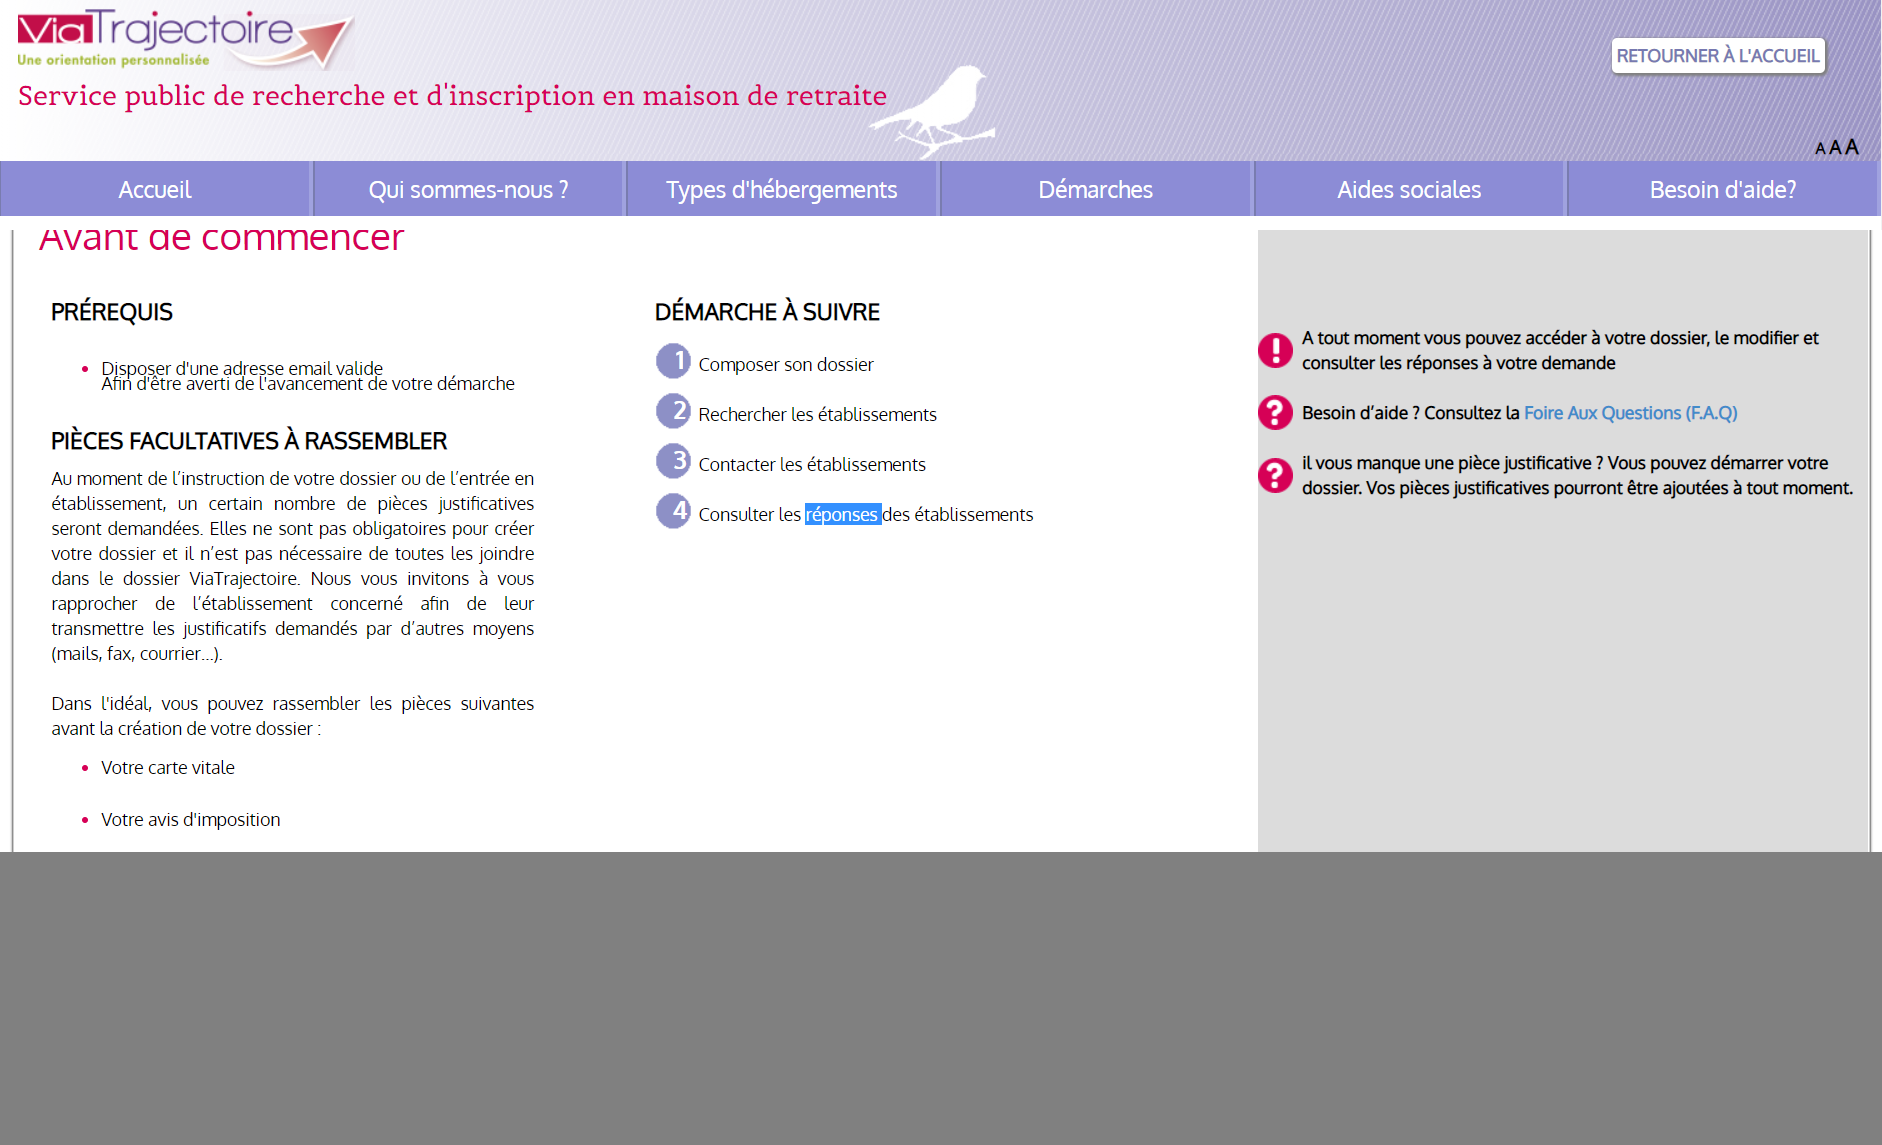 ViaTrajectoire
Une orientation personnalisée
Service public de recherche et d'inscription en maison de retraite
RETOURNER À L'ACCUEIL
A A A
Accueil
Qui sommes-nous ?
Types d'hébergements
Démarches
Aides sociales
Besoin d'aide?
Avant de commencer
PRÉREQUIS
Disposer d'une adresse email valide
Afin d'être averti de l'avancement de votre démarche
PIÈCES FACULTATIVES À RASSEMBLER
Au moment de l’instruction de votre dossier ou de l’entrée en
établissement, un certain nombre de pièces justificatives
seront demandées. Elles ne sont pas obligatoires pour créer
votre dossier et il n’est pas nécessaire de toutes les joindre
dans le dossier ViaTrajectoire. Nous vous invitons à vous
rapprocher de l’établissement concerné afin de leur
transmettre les justificatifs demandés par d’autres moyens
(mails, fax, courrier...).
Dans l'idéal, vous pouvez rassembler les pièces suivantes
avant la création de votre dossier :
Votre carte vitale
Votre avis d'imposition
DÉMARCHE À SUIVRE
1 Composer son dossier
2 Rechercher les établissements
3 Contacter les établissements
4 Consulter les réponses des établissements
! A tout moment vous pouvez accéder à votre dossier, le modifier et
consulter les réponses à votre demande
? Besoin d’aide ? Consultez la Foire Aux Questions (F.A.Q)
? il vous manque une pièce justificative ? Vous pouvez démarrer votre
dossier. Vos pièces justificatives pourront être ajoutées à tout moment.